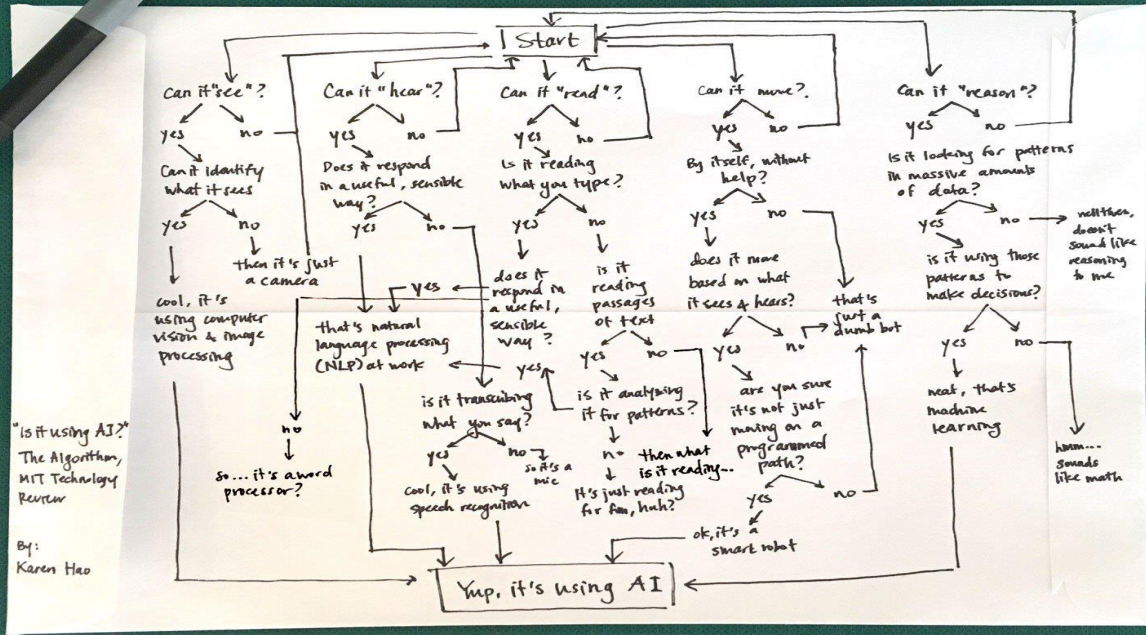 Start
Can it "see"?
yes
no
Can it identify
what it sees
yes
no
then it's just
a camera
cool, it's
using computer
vision & image
processing
Can it "hear"?
yes
no
Does it respond
in a useful, sensible
way?
yes
no
that's natural
language processing
(NLP) at work
is it transcribing
what you say?
yes
no
so it's a
mic
Cool, it's using
speech recognition
Can it "read"?
yes
no
Is it reading
what you type?
yes
no
does it
respond in
a useful,
sensible
way?
yes
no
so... it's a word
processor?
is it
reading
passages
of text
yes
no
is it analyzing
it for patterns?
yes
no
then what
is it reading...
It's just reading
for fun, huh?
Can it move?
yes
no
By itself, without
help?
yes
no
does it move
based on what
it sees & hears?
yes
no
that's
just a
dumb bot
are you sure
it's not just
moving on a
programmed
path?
yes
no
ok, it's a
smart robot
Can it "reason"?
yes
no
Is it looking for patterns
in massive amounts
of data?
yes
no
well then,
doesn't
sound like
reasoning
to me
is it using those
patterns to
make decisions?
yes
no
neat, that's
machine
learning
hmm...
sounds
like math
Yup, it's using AI
"Is it using AI?"
The Algorithm,
MIT Technology
Review
By:
Karen Hao